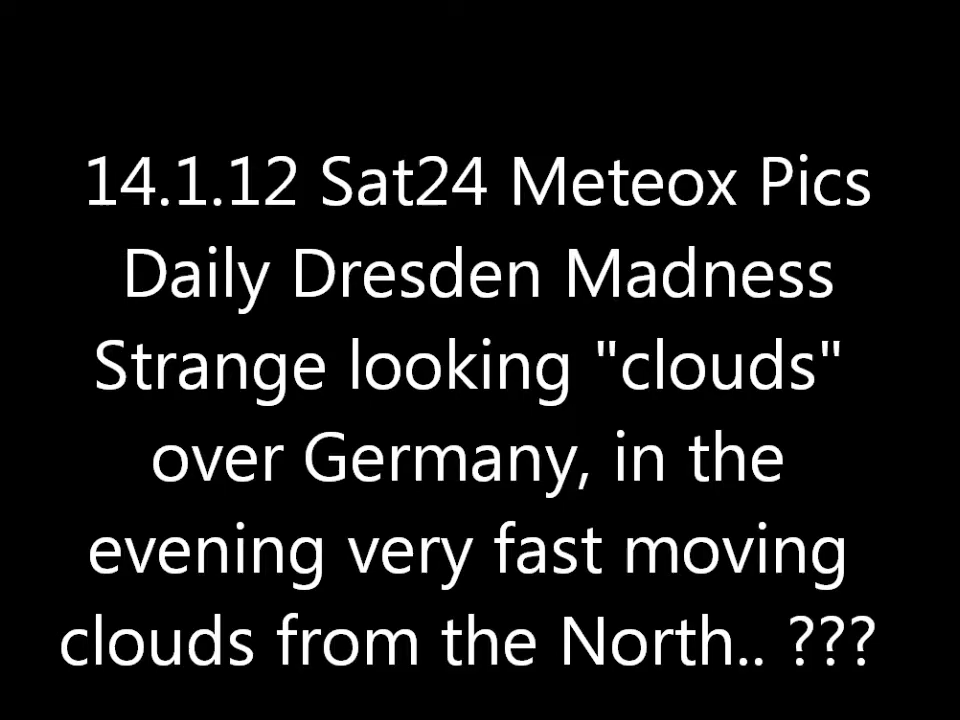 14.1.12 Sat24 Meteox Pics
Daily Dresden Madness
Strange looking "clouds"
over Germany, in the
evening very fast moving
clouds from the North.. ???